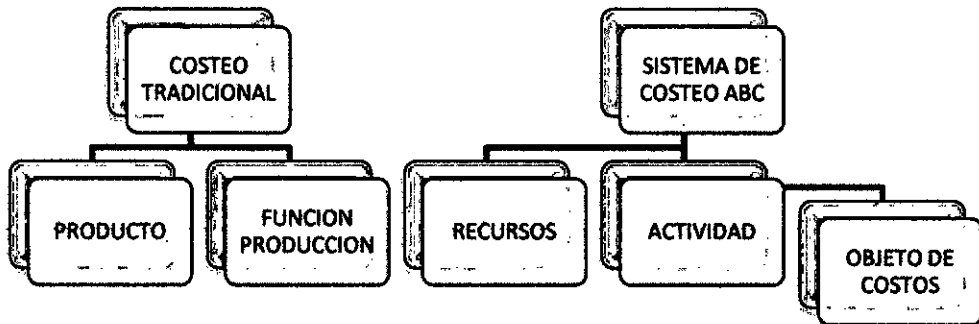 COSTEO
TRADICIONAL
SISTEMA DE
COSTEO ABC
PRODUCTO
FUNCION
PRODUCCION
RECURSOS
ACTIVIDAD
OBJETO DE
COSTOS